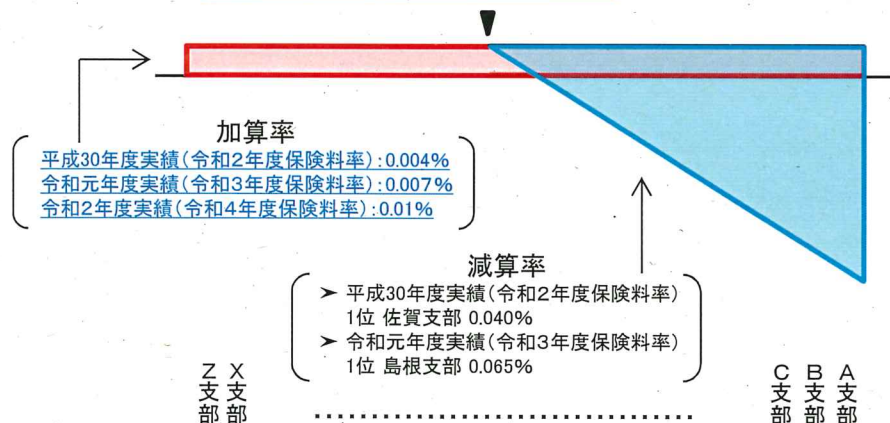 加算率
平成30年度実績(令和2年度保険料率):0.004%
令和元年度実績(令和3年度保険料率):0.007%
令和2年度実績(令和4年度保険料率):0.01%
減算率
➤ 平成30年度実績(令和2年度保険料率)
1位 佐賀支部 0.040%
➤ 令和元年度実績(令和3年度保険料率)
1位 島根支部 0.065%
Z支部
X支部
C支部
B支部
A支部